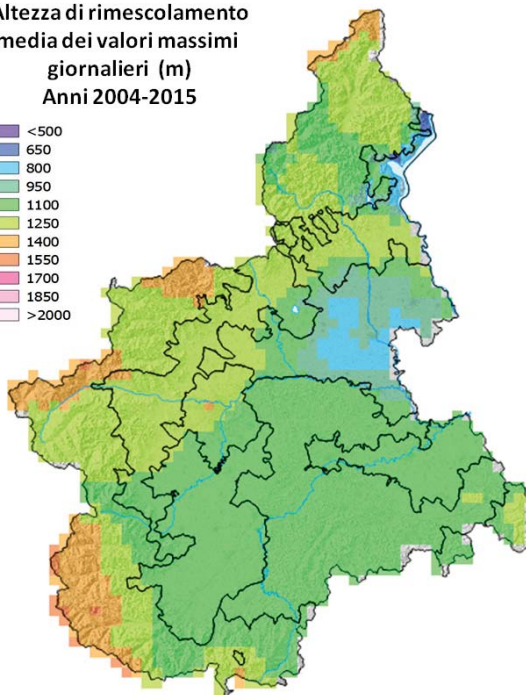 Altezza di rimescolamento
media dei valori massimi
giornalieri (m)
Anni 2004-2015
<500
650
800
950
1100
1250
1400
1550
1700
1850
>2000